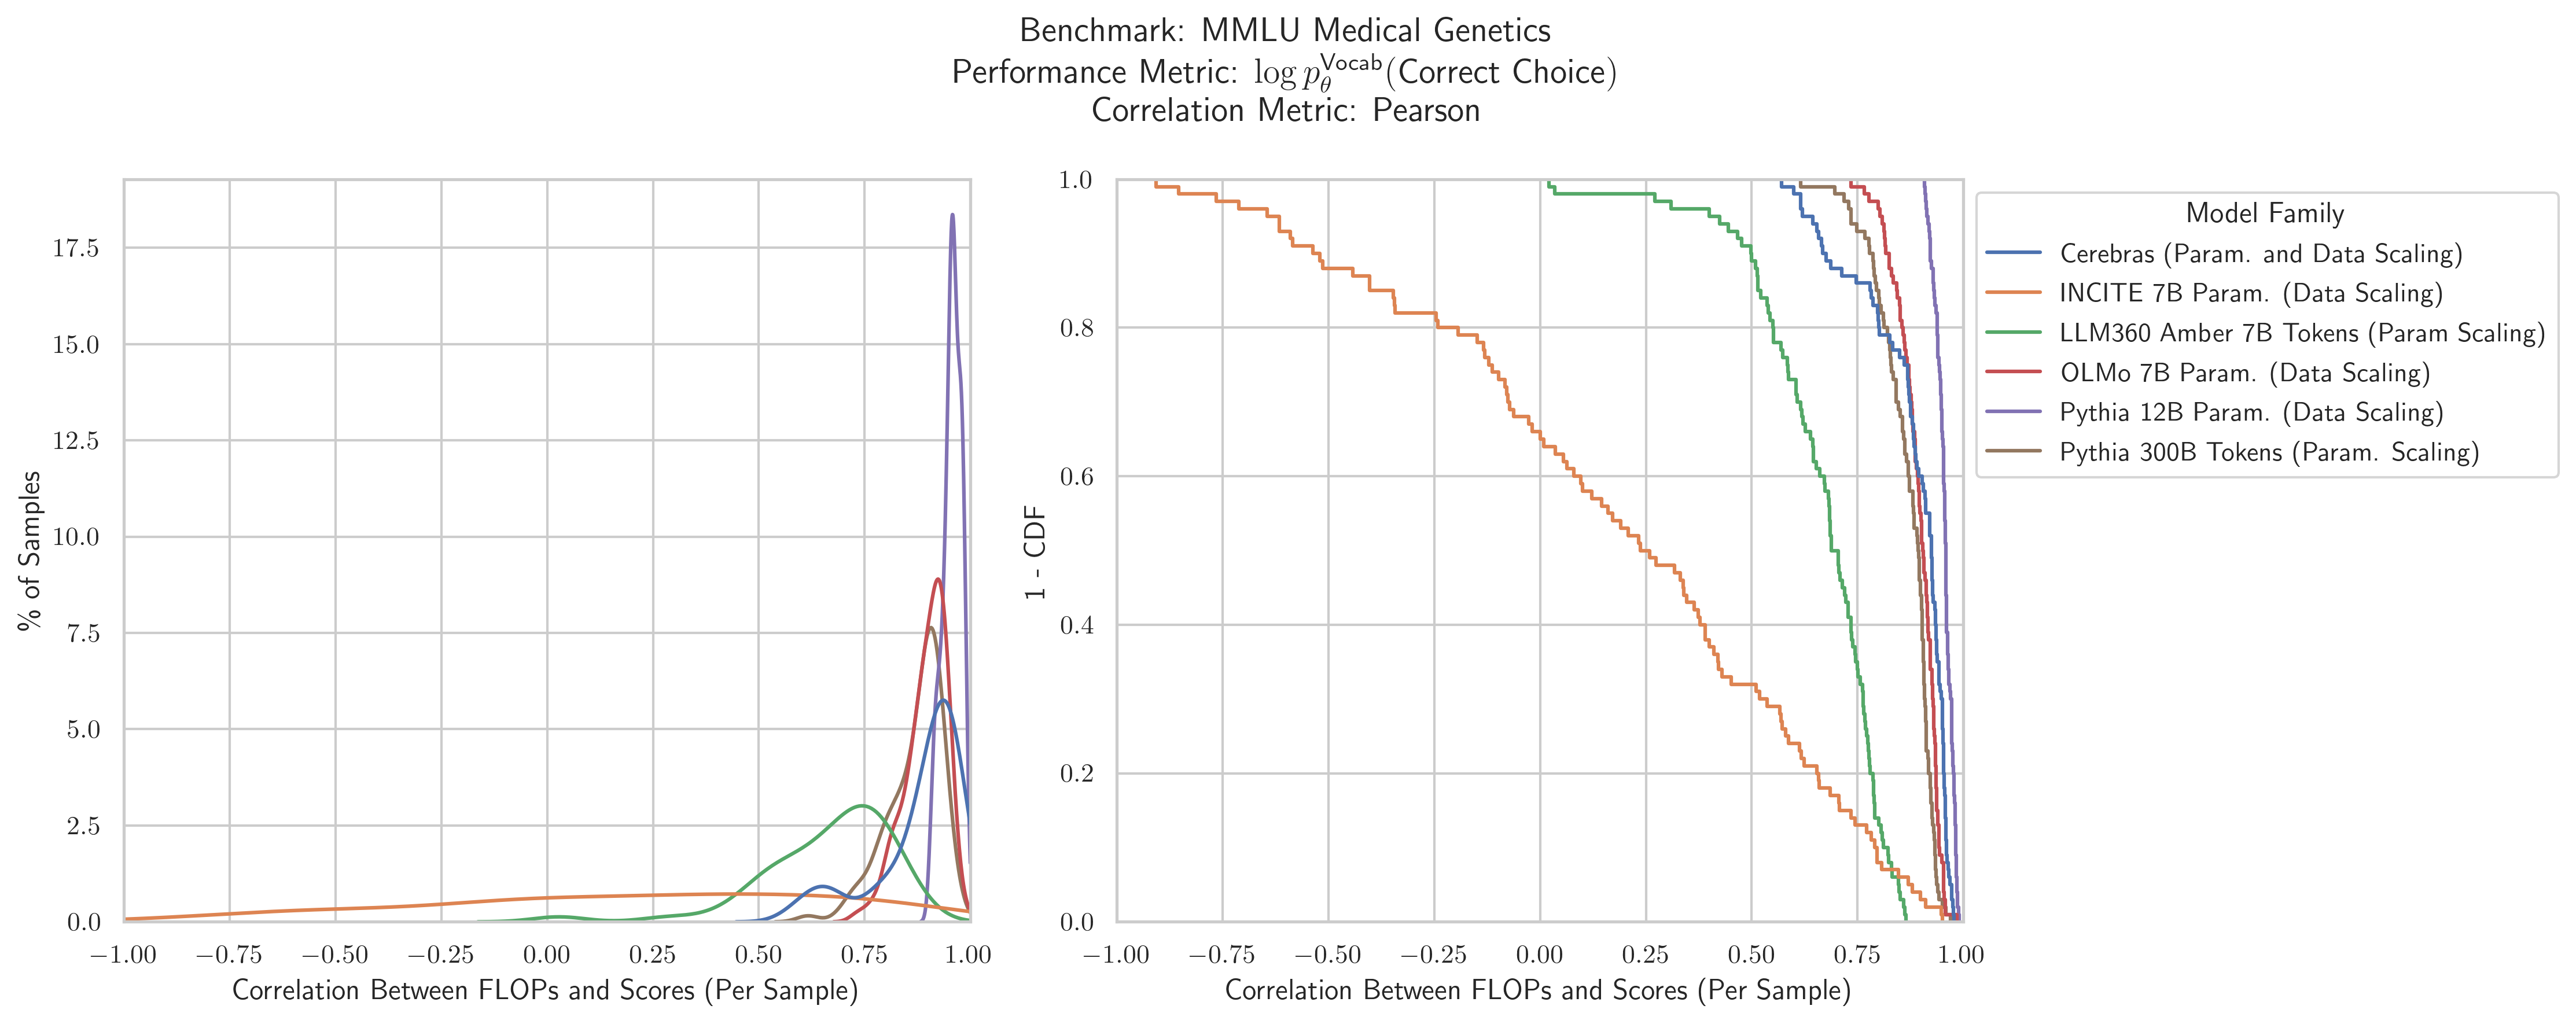 Benchmark: MMLU Medical Genetics
Performance Metric: log p_θ^Vocab(Correct Choice)
Correlation Metric: Pearson
% of Samples
17.5
15.0
12.5
10.0
7.5
5.0
2.5
0.0
−1.00 −0.75 −0.50 −0.25 0.00 0.25 0.50 0.75 1.00
Correlation Between FLOPs and Scores (Per Sample)
1 - CDF
1.0
0.8
0.6
0.4
0.2
0.0
−1.00 −0.75 −0.50 −0.25 0.00 0.25 0.50 0.75 1.00
Correlation Between FLOPs and Scores (Per Sample)
Model Family
Cerebras (Param. and Data Scaling)
INCITE 7B Param. (Data Scaling)
LLM360 Amber 7B Tokens (Param Scaling)
OLMo 7B Param. (Data Scaling)
Pythia 12B Param. (Data Scaling)
Pythia 300B Tokens (Param. Scaling)